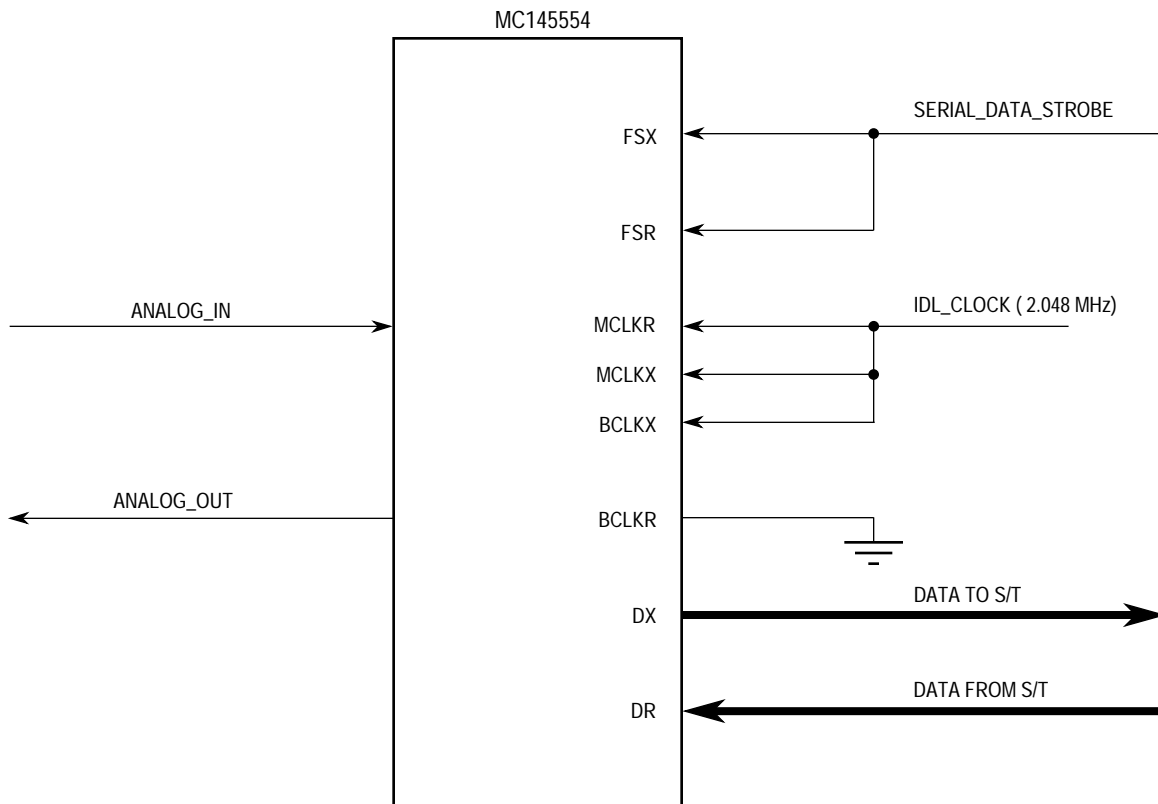 MC145554
SERIAL_DATA_STROBE
FSX
FSR
ANALOG_IN
IDL_CLOCK ( 2.048 MHz)
MCLKR
MCLKX
BCLKX
ANALOG_OUT
BCLKR
DATA TO S/T
DX
DATA FROM S/T
DR